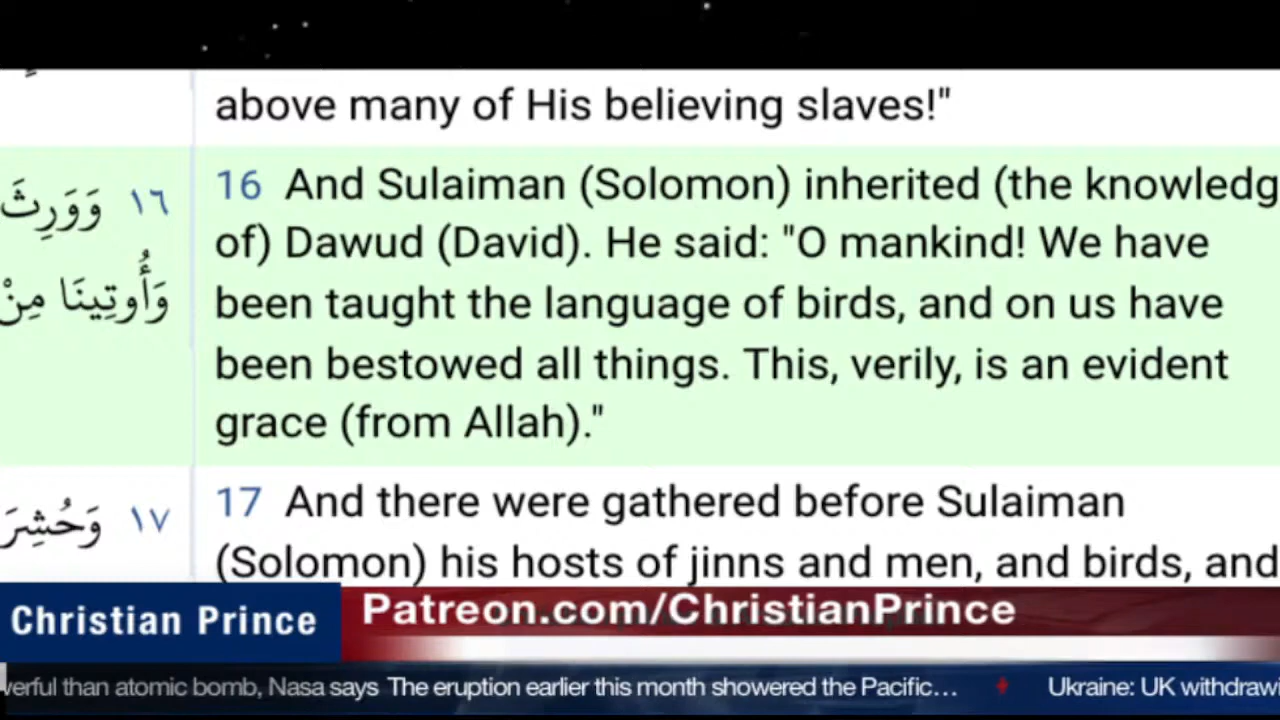 above many of His believing slaves!"
١٦ وَوَرِثَ
وَأُوتِينَا مِنْ
16 And Sulaiman (Solomon) inherited (the knowledg
of) Dawud (David). He said: "O mankind! We have
been taught the language of birds, and on us have
been bestowed all things. This, verily, is an evident
grace (from Allah)."
١٧ وَحُشِرَ
17 And there were gathered before Sulaiman
(Solomon) his hosts of jinns and men, and birds, and
Christian Prince
Patreon.com/ChristianPrince
werful than atomic bomb, Nasa says The eruption earlier this month showered the Pacific... Ukraine: UK withdrawi